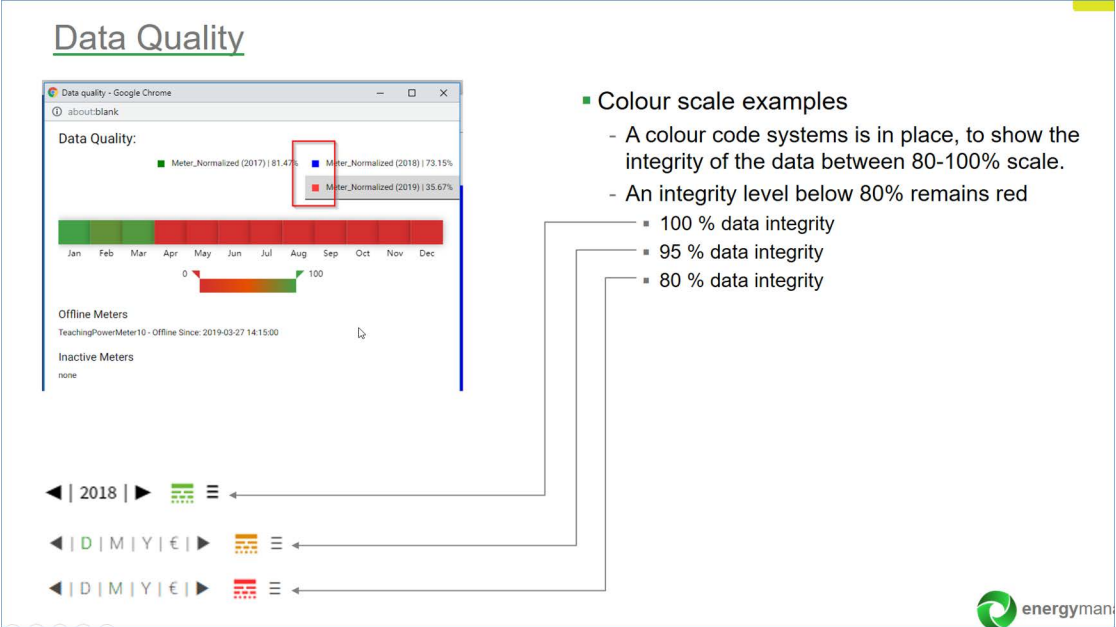 Data Quality
Data quality - Google Chrome
about:blank
Data Quality:
Meter_Normalized (2017) | 81.47%
Meter_Normalized (2018) | 73.15%
Meter_Normalized (2019) | 35.67%
Jan Feb Mar Apr May Jun Jul Aug Sep Oct Nov Dec
0 100
Offline Meters
TeachingPowerMeter10 - Offline Since: 2019-03-27 14:15:00
Inactive Meters
none
| 2018 |
| D | M | Y | € |
| D | M | Y | € |
Colour scale examples
- A colour code systems is in place, to show the
integrity of the data between 80-100% scale.
- An integrity level below 80% remains red
100 % data integrity
95 % data integrity
80 % data integrity
energymana